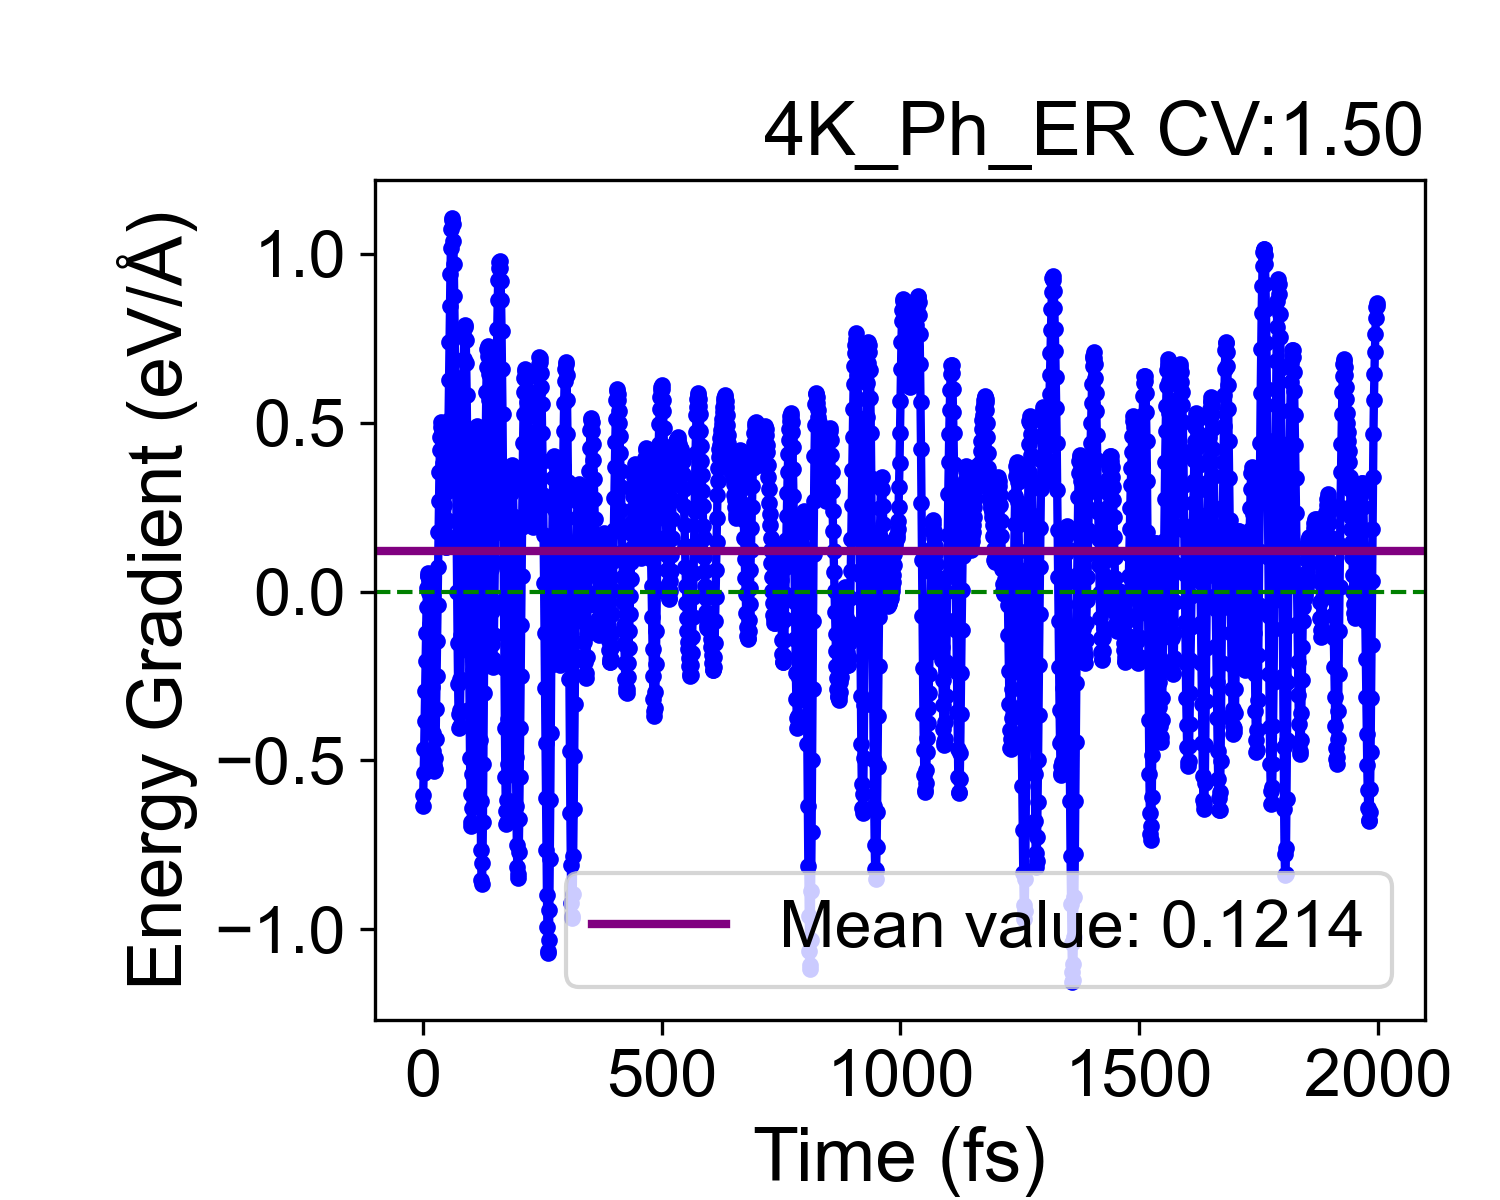 4K_Ph_ER CV:1.50
Energy Gradient (eV/Å)
1.0
0.5
0.0
−0.5
−1.0
Mean value: 0.1214
0 500 1000 1500 2000
Time (fs)